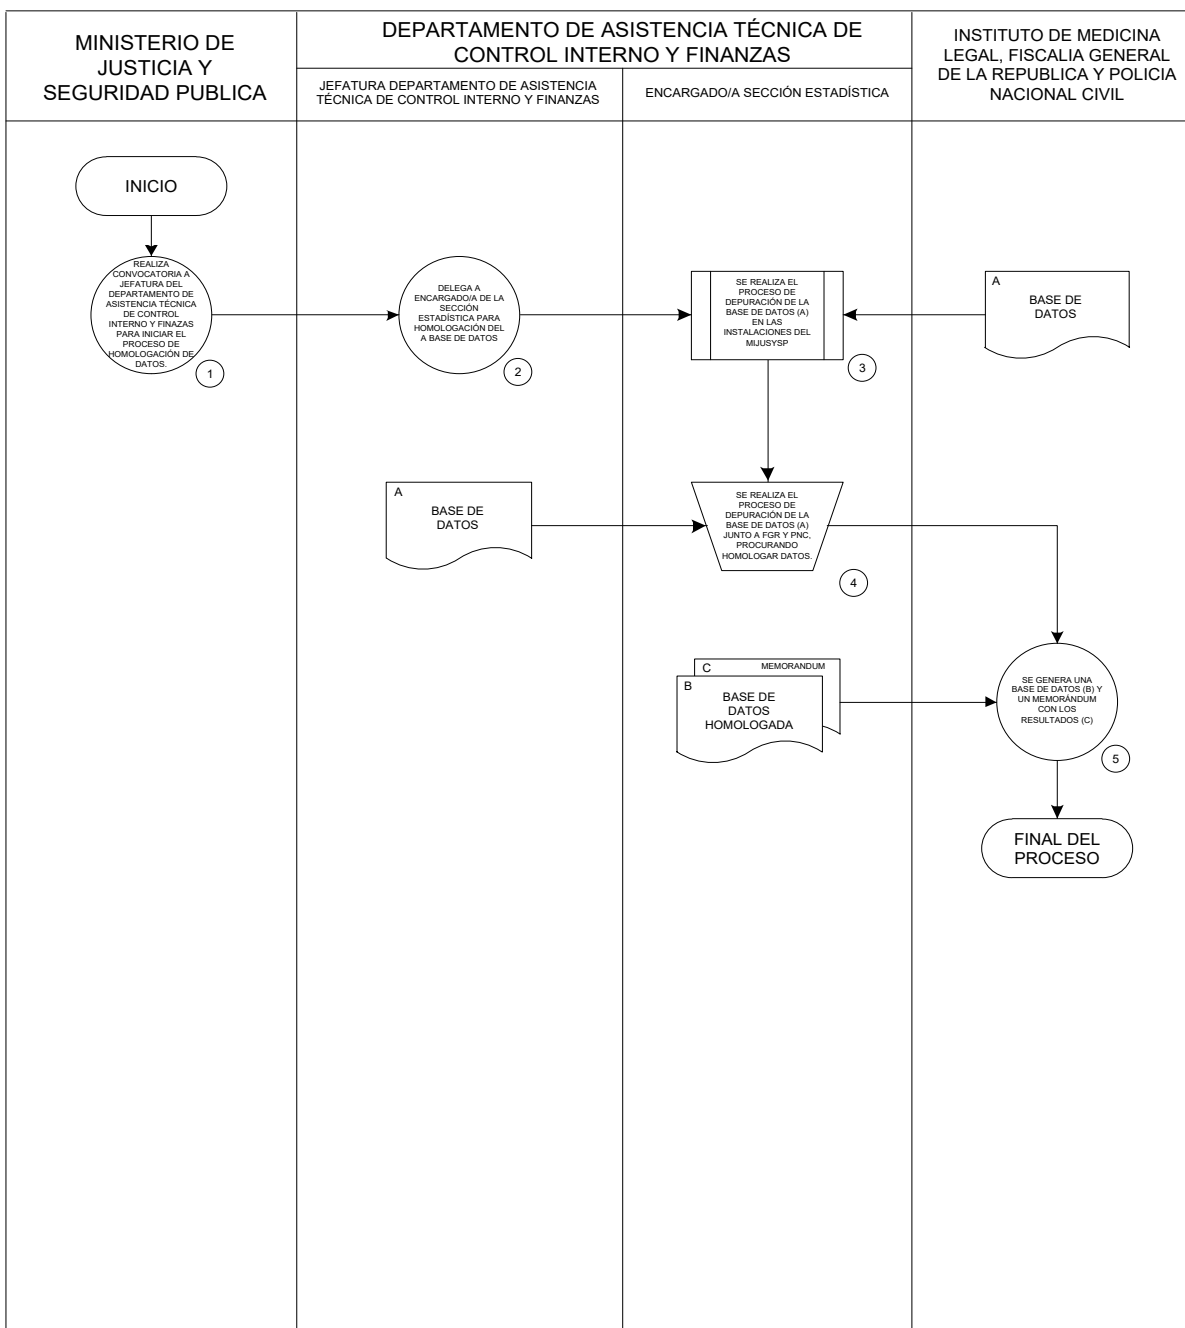 MINISTERIO DE
JUSTICIA Y
SEGURIDAD PUBLICA
DEPARTAMENTO DE ASISTENCIA TÉCNICA DE
CONTROL INTERNO Y FINANZAS
JEFATURA DEPARTAMENTO DE ASISTENCIA
TÉCNICA DE CONTROL INTERNO Y FINANZAS
ENCARGADO/A SECCIÓN ESTADÍSTICA
INSTITUTO DE MEDICINA
LEGAL, FISCALIA GENERAL
DE LA REPUBLICA Y POLICIA
NACIONAL CIVIL
INICIO
REALIZA
CONVOCATORIA A
JEFATURA DEL
DEPARTAMENTO DE
ASISTENCIA TÉCNICA
DE CONTROL
INTERNO Y FINAZAS
PARA INICIAR EL
PROCESO DE
HOMOLOGACIÓN DE
DATOS.
1
DELEGA A
ENCARGADO/A DE LA
SECCIÓN
ESTADÍSTICA PARA
HOMOLOGACIÓN DEL
A BASE DE DATOS
2
SE REALIZA EL
PROCESO DE
DEPURACIÓN DE LA
BASE DE DATOS (A)
EN LAS
INSTALACIONES DEL
MIJUSYSP
3
A
BASE DE
DATOS
A
BASE DE
DATOS
SE REALIZA EL
PROCESO DE
DEPURACIÓN DE LA
BASE DE DATOS (A)
JUNTO A FGR Y PNC,
PROCURANDO
HOMOLOGAR DATOS.
4
C MEMORANDUM
B
BASE DE
DATOS
HOMOLOGADA
SE GENERA UNA
BASE DE DATOS (B) Y
UN MEMORÁNDUM
CON LOS
RESULTADOS (C)
5
FINAL DEL
PROCESO